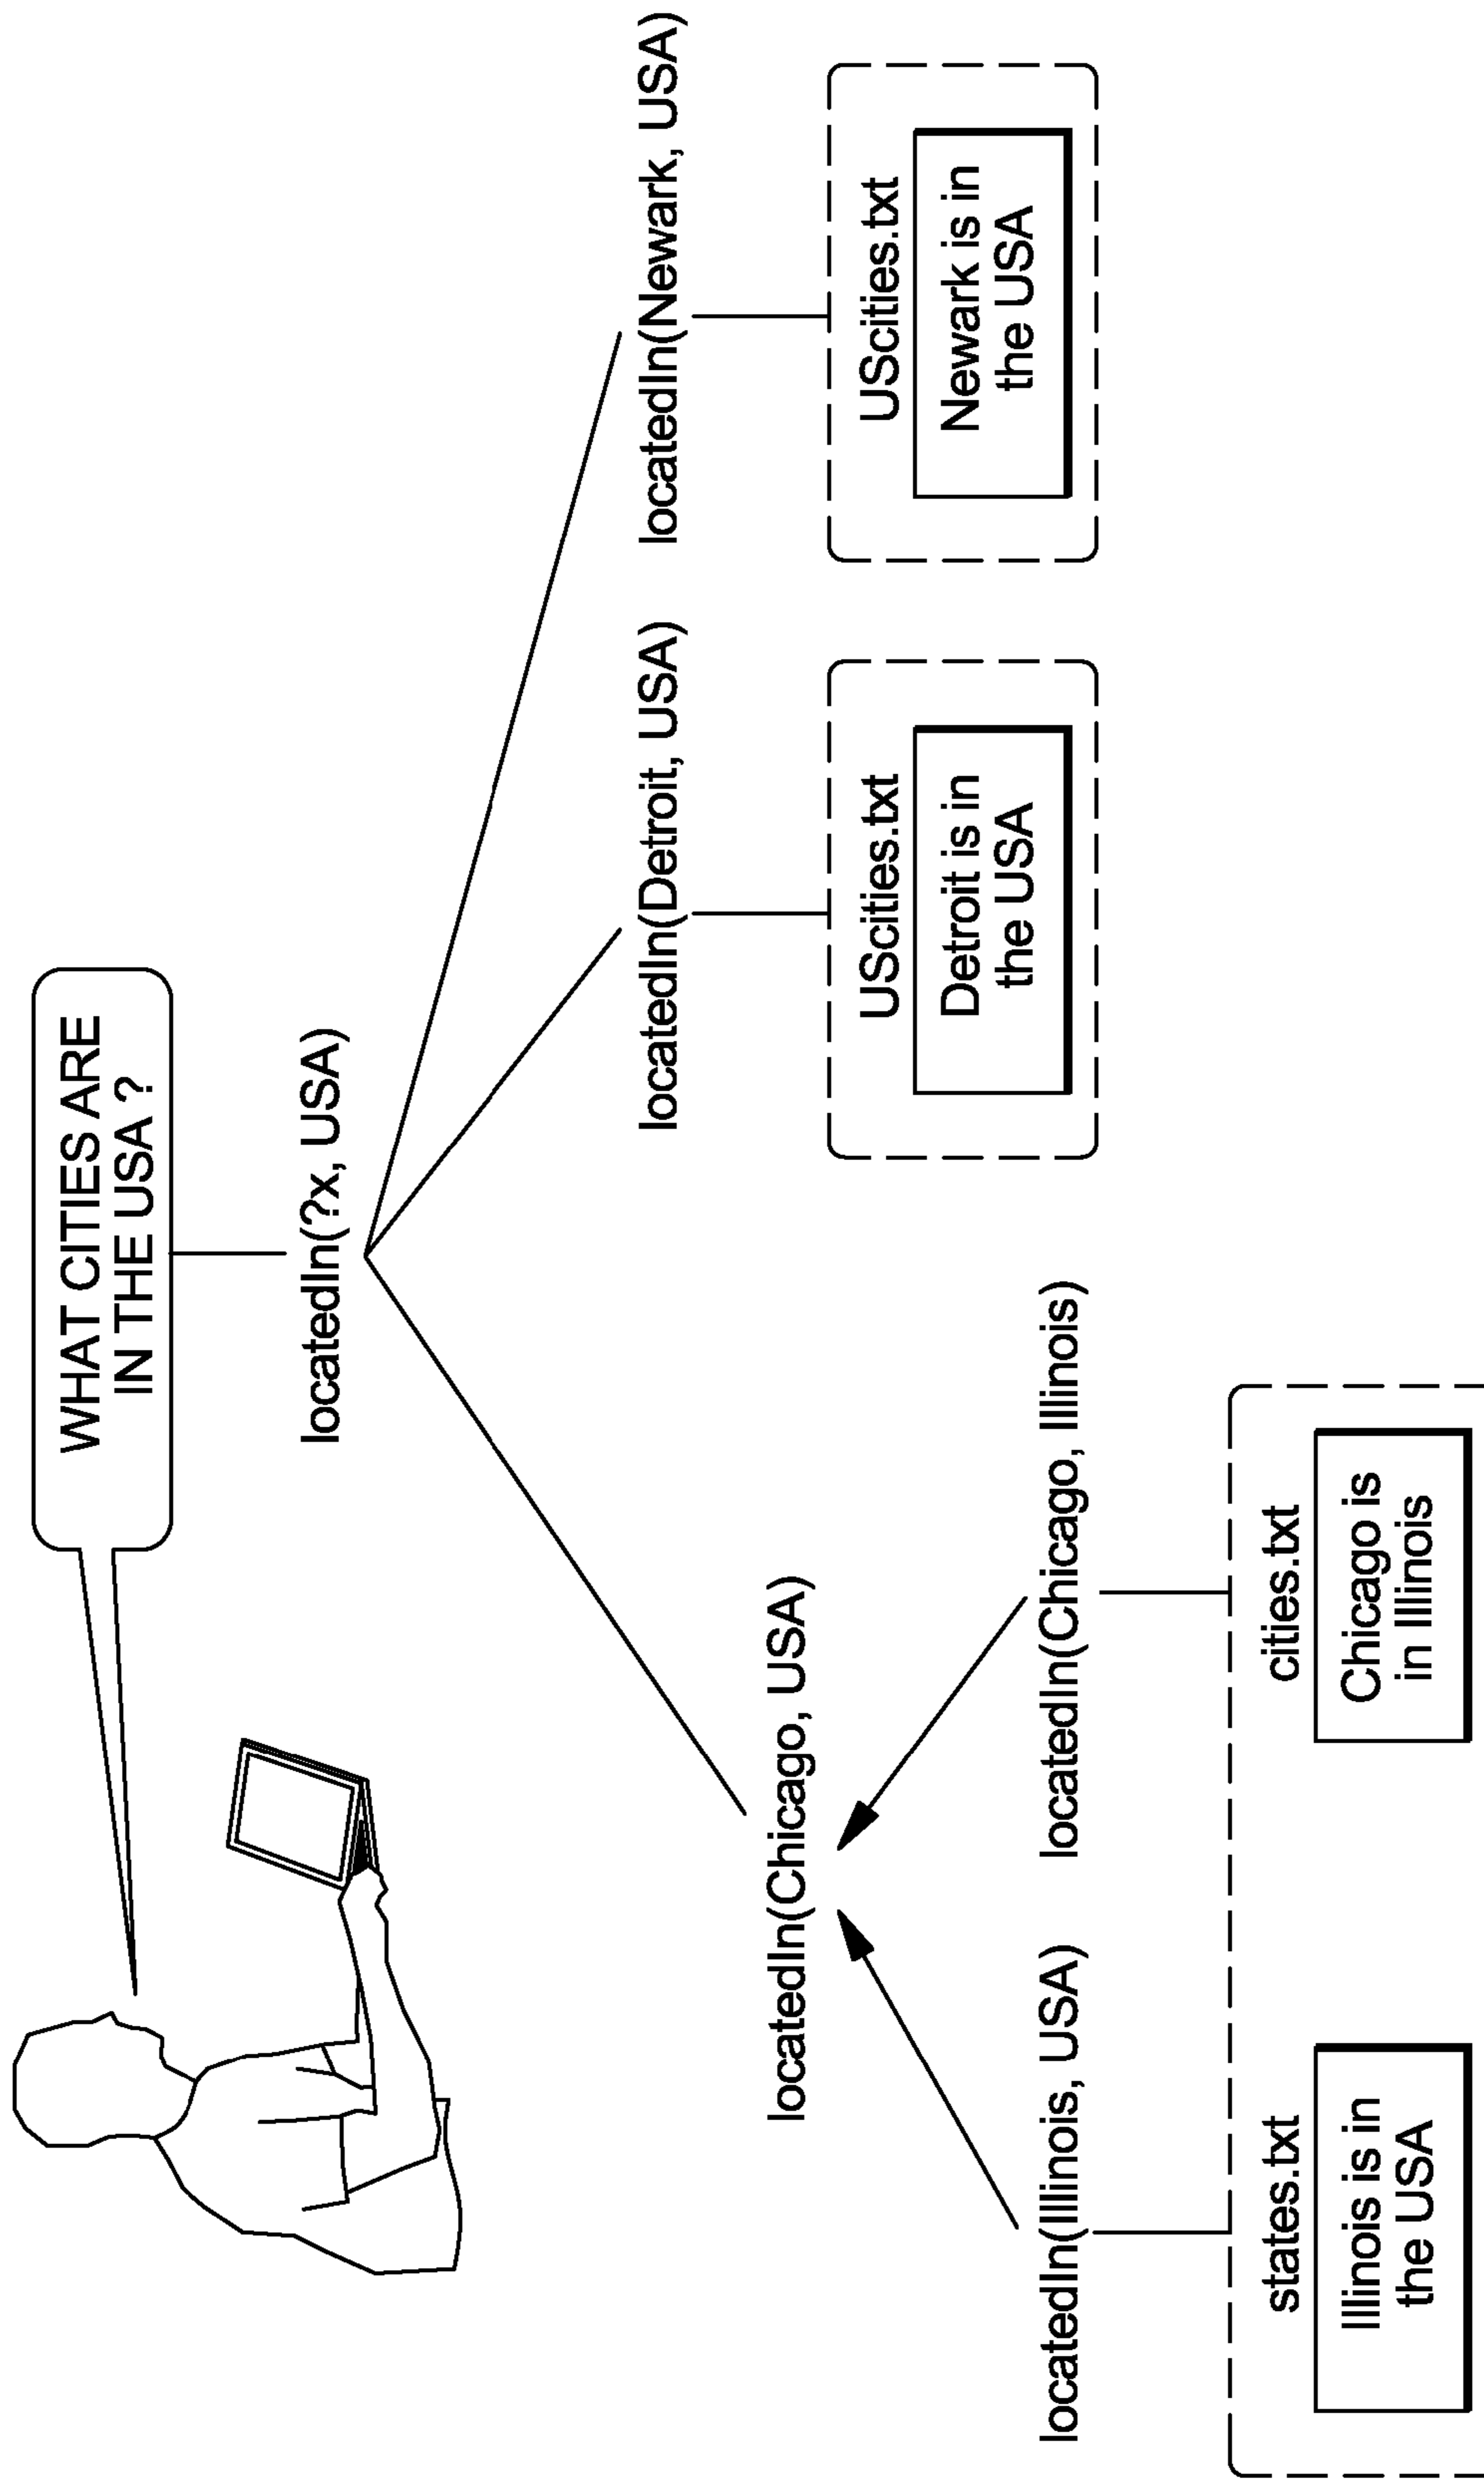 WHAT CITIES ARE
IN THE USA ?
locatedIn(?x, USA)
locatedIn(Detroit, USA)
locatedIn(Newark, USA)
locatedIn(Chicago, USA)
UScities.txt
Detroit is in
the USA
UScities.txt
Newark is in
the USA
locatedIn(Illinois, USA)
locatedIn(Chicago, Illinois)
states.txt
Illinois is in
the USA
cities.txt
Chicago is
in Illinois